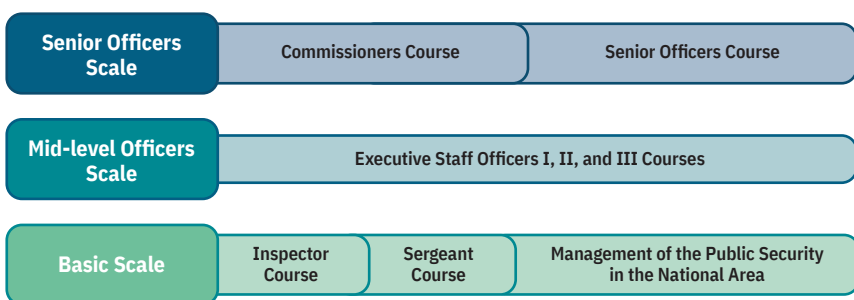 Senior Officers
Scale
Commissioners Course
Senior Officers Course
Mid-level Officers
Scale
Executive Staff Officers I, II, and III Courses
Basic Scale
Inspector
Course
Sergeant
Course
Management of the Public Security
in the National Area